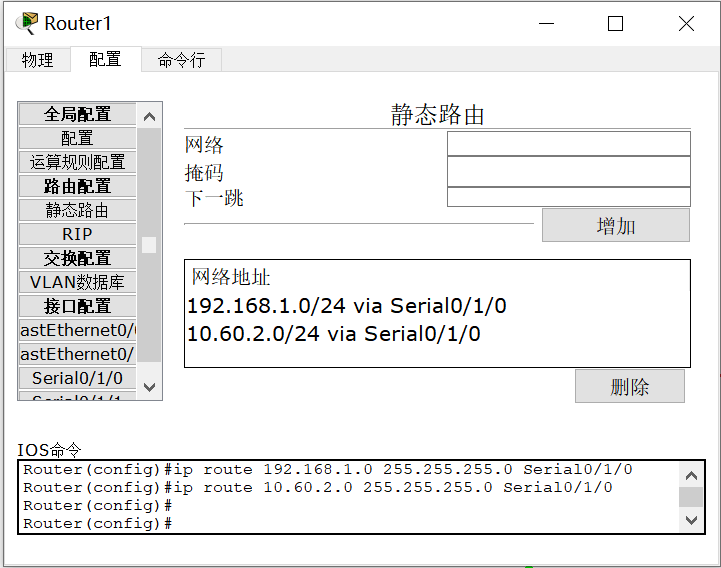 Router1
物理
配置
命令行
全局配置
配置
运算规则配置
路由配置
静态路由
RIP
交换配置
VLAN数据库
接口配置
astEthernet0/
astEthernet0/
Serial0/1/0
Serial0/1/1
静态路由
网络
掩码
下一跳
增加
网络地址
192.168.1.0/24 via Serial0/1/0
10.60.2.0/24 via Serial0/1/0
删除
IOS命令
Router(config)#ip route 192.168.1.0 255.255.255.0 Serial0/1/0
Router(config)#ip route 10.60.2.0 255.255.255.0 Serial0/1/0
Router(config)#
Router(config)#